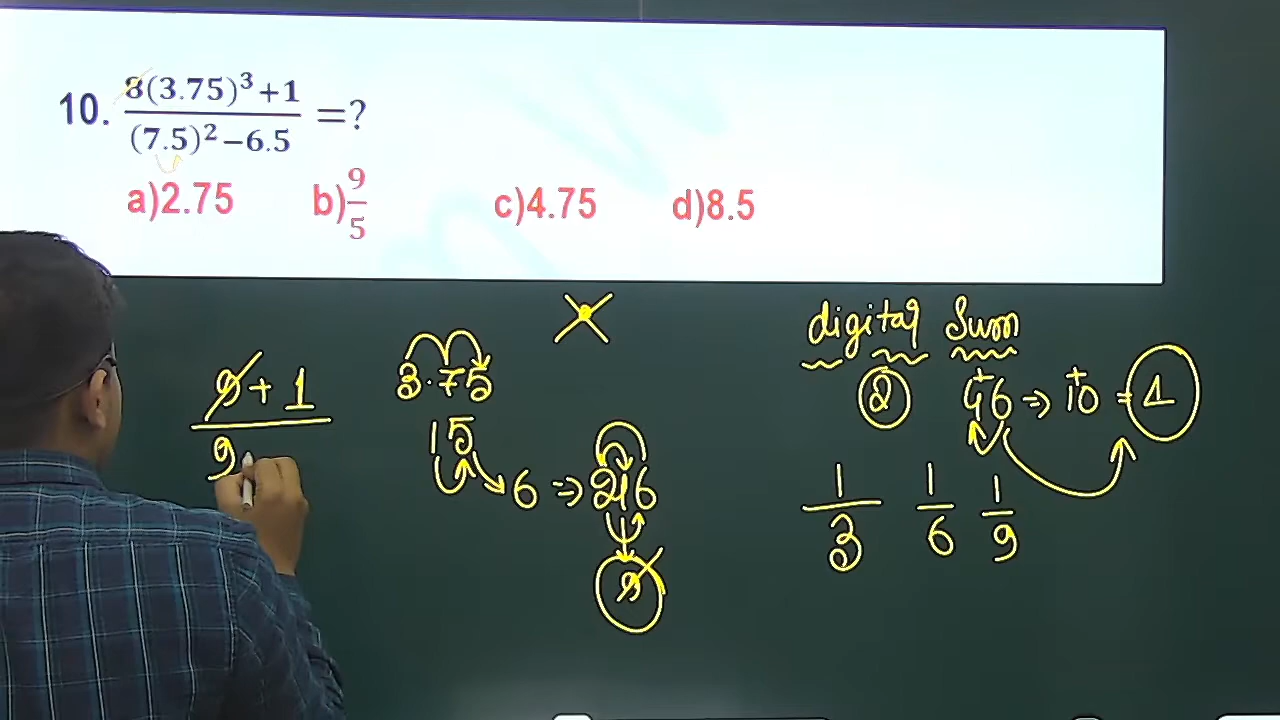 10. 8(3.75)³+1 / (7.5)²−6.5 =?
a)2.75 b)9/5 c)4.75 d)8.5
digital Sum
9 + 1
9
3.75
15
6 ⇒ 216
9
2 46 ⇒ 10 = 1
1/3 1/6 1/9